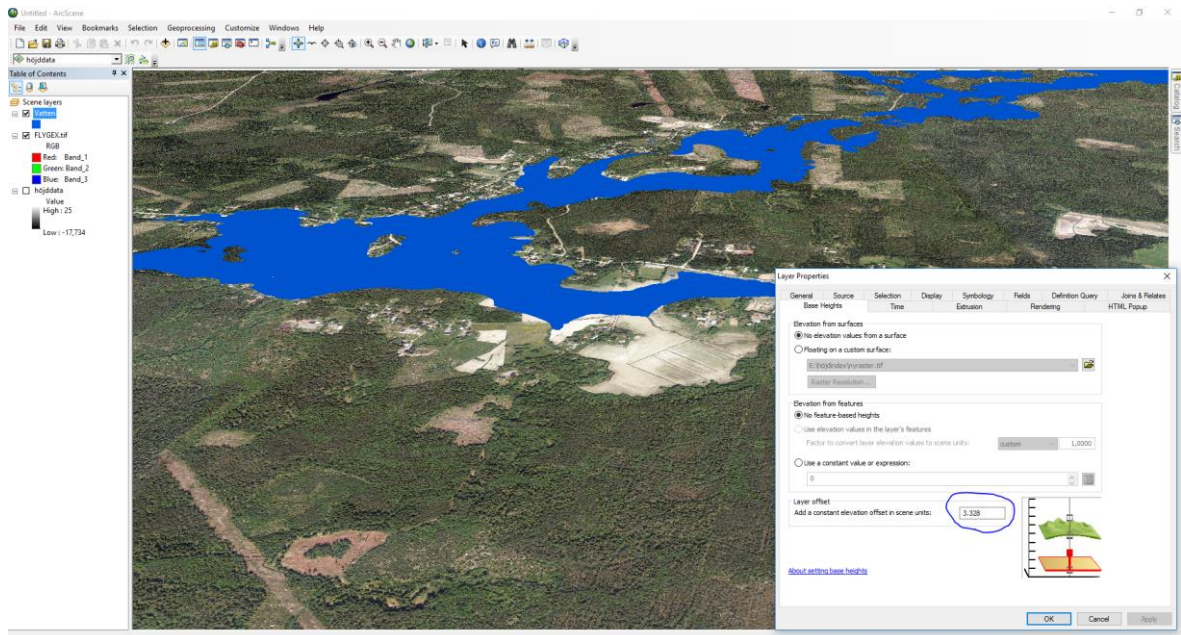 Untitled - ArcScene
File Edit View Bookmarks Selection Geoprocessing Customize Windows Help
höjddata
Table of Contents
Scene layers
Vatten
FLYGEX.tif
RGB
Red: Band_1
Green: Band_2
Blue: Band_3
höjddata
Value
High : 25
Low : -17,734
Catalog
Search
Layer Properties
General Source Selection Display Symbology Fields Definition Query Joins & Relates
Base Heights Time Extrusion Rendering HTML Popup
Elevation from surfaces
No elevation values from a surface
Floating on a custom surface:
E:\höjdindex\nyraster.tif
Raster Resolution...
Elevation from features
No feature-based heights
Use elevation values in the layer's features
Factor to convert layer elevation values to scene units: custom 1,0000
Use a constant value or expression:
0
Layer offset
Add a constant elevation offset in scene units: 3.328
About setting base heights
OK Cancel Apply